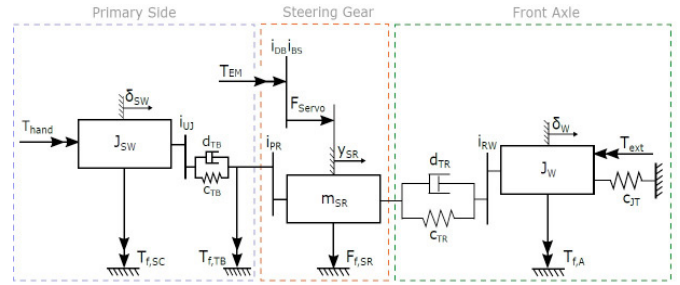 Primary Side
Steering Gear
Front Axle
i_DB i_BS
T_EM
δ_SW
F_Servo
δ_W
T_hand
J_SW
i_UJ
d_TB
c_TB
i_PR
y_SR
m_SR
d_TR
c_TR
i_RW
J_W
T_ext
c_JT
T_f,SC
T_f,TB
F_f,SR
T_f,A